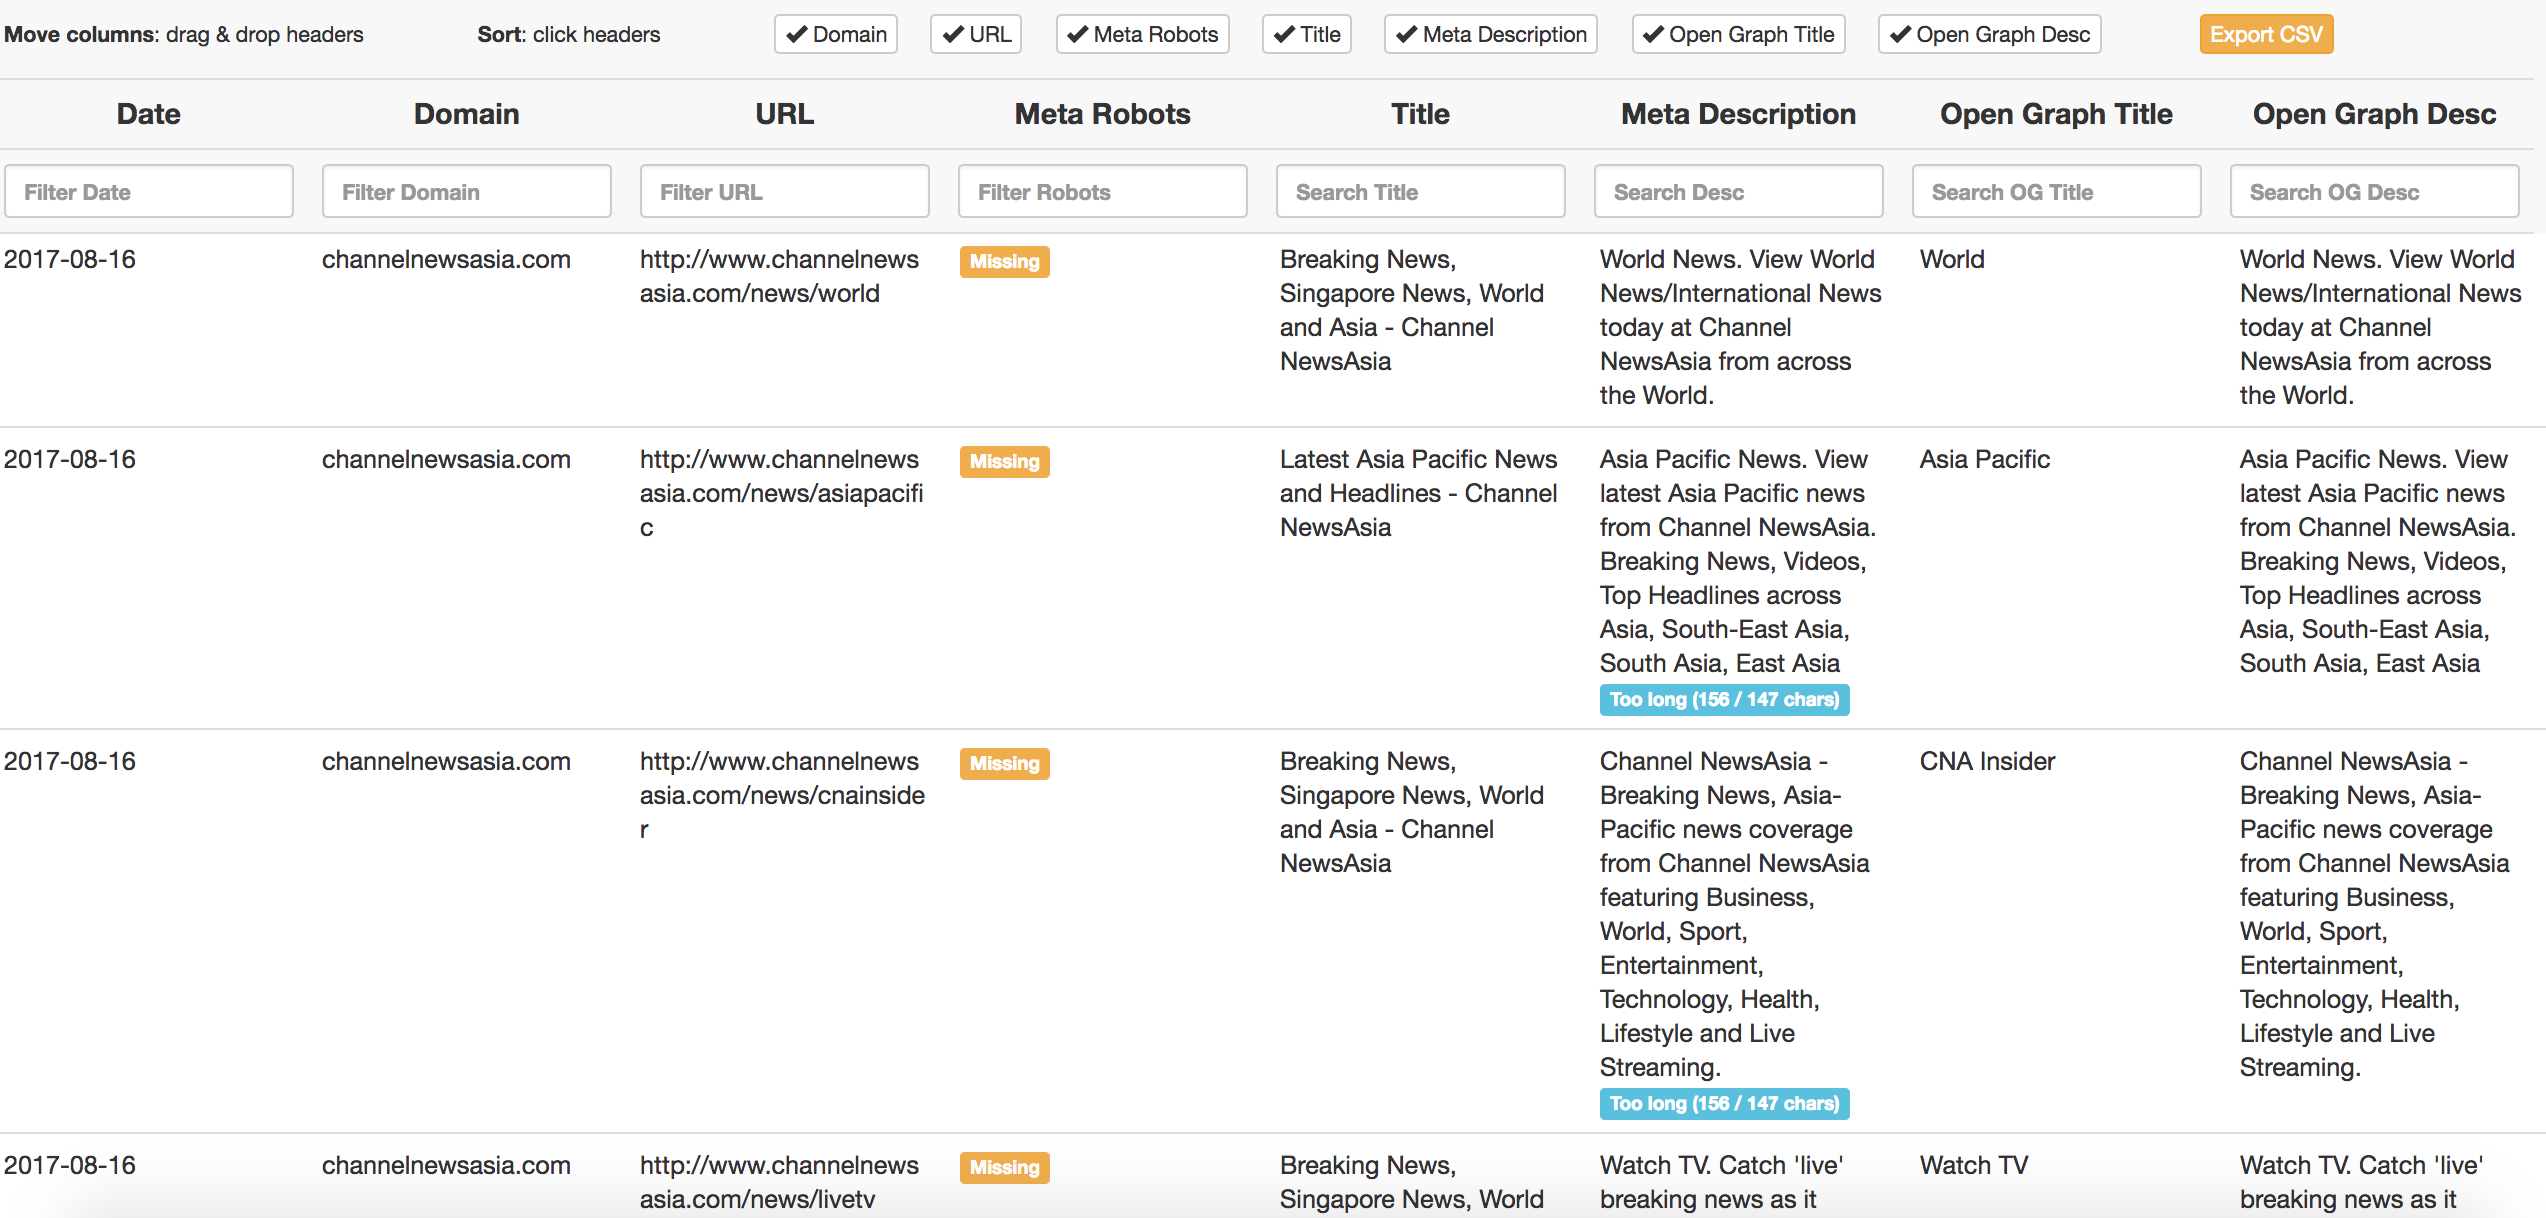 Move columns: drag & drop headers Sort: click headers Domain URL Meta Robots Title Meta Description Open Graph Title Open Graph Desc Export CSV
Date Domain URL Meta Robots Title Meta Description Open Graph Title Open Graph Desc
Filter Date Filter Domain Filter URL Filter Robots Search Title Search Desc Search OG Title Search OG Desc
2017-08-16
channelnewsasia.com
http://www.channelnews
asia.com/news/world
Missing
Breaking News,
Singapore News, World
and Asia - Channel
NewsAsia
World News. View World
News/International News
today at Channel
NewsAsia from across
the World.
World
World News. View World
News/International News
today at Channel
NewsAsia from across
the World.
2017-08-16
channelnewsasia.com
http://www.channelnews
asia.com/news/asiapacifi
c
Missing
Latest Asia Pacific News
and Headlines - Channel
NewsAsia
Asia Pacific News. View
latest Asia Pacific news
from Channel NewsAsia.
Breaking News, Videos,
Top Headlines across
Asia, South-East Asia,
South Asia, East Asia
Too long (156 / 147 chars)
Asia Pacific
Asia Pacific News. View
latest Asia Pacific news
from Channel NewsAsia.
Breaking News, Videos,
Top Headlines across
Asia, South-East Asia,
South Asia, East Asia
2017-08-16
channelnewsasia.com
http://www.channelnews
asia.com/news/cnainside
r
Missing
Breaking News,
Singapore News, World
and Asia - Channel
NewsAsia
Channel NewsAsia -
Breaking News, Asia-
Pacific news coverage
from Channel NewsAsia
featuring Business,
World, Sport,
Entertainment,
Technology, Health,
Lifestyle and Live
Streaming.
Too long (156 / 147 chars)
CNA Insider
Channel NewsAsia -
Breaking News, Asia-
Pacific news coverage
from Channel NewsAsia
featuring Business,
World, Sport,
Entertainment,
Technology, Health,
Lifestyle and Live
Streaming.
2017-08-16
channelnewsasia.com
http://www.channelnews
asia.com/news/livetv
Missing
Breaking News,
Singapore News, World
Watch TV. Catch 'live'
breaking news as it
Watch TV
Watch TV. Catch 'live'
breaking news as it